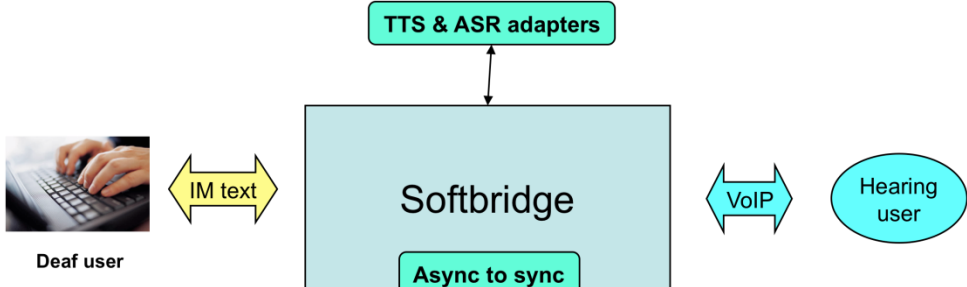 TTS & ASR adapters
IM text
Softbridge
VoIP
Hearing
user
Deaf user
Async to sync